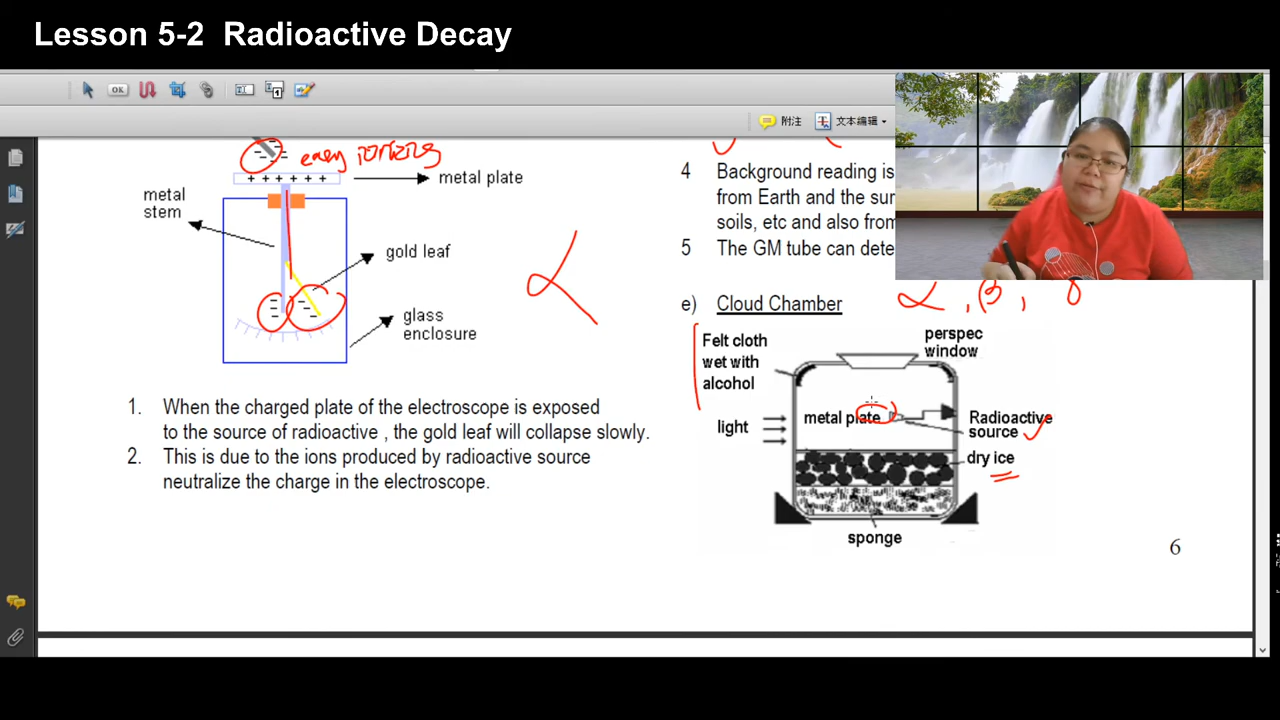 Lesson 5-2 Radioactive Decay
OK
1
附注
T
文本编辑
easy ionizing
+ + + + + +
metal plate
metal
stem
gold leaf
glass
enclosure
α
1. When the charged plate of the electroscope is exposed
to the source of radioactive , the gold leaf will collapse slowly.
2. This is due to the ions produced by radioactive source
neutralize the charge in the electroscope.
4 Background reading is
from Earth and the sur
soils, etc and also from
5 The GM tube can dete
α , β , γ
e) Cloud Chamber
Felt cloth
wet with
alcohol
perspec
window
light
metal plate
Radioactive
source
dry ice
sponge
6